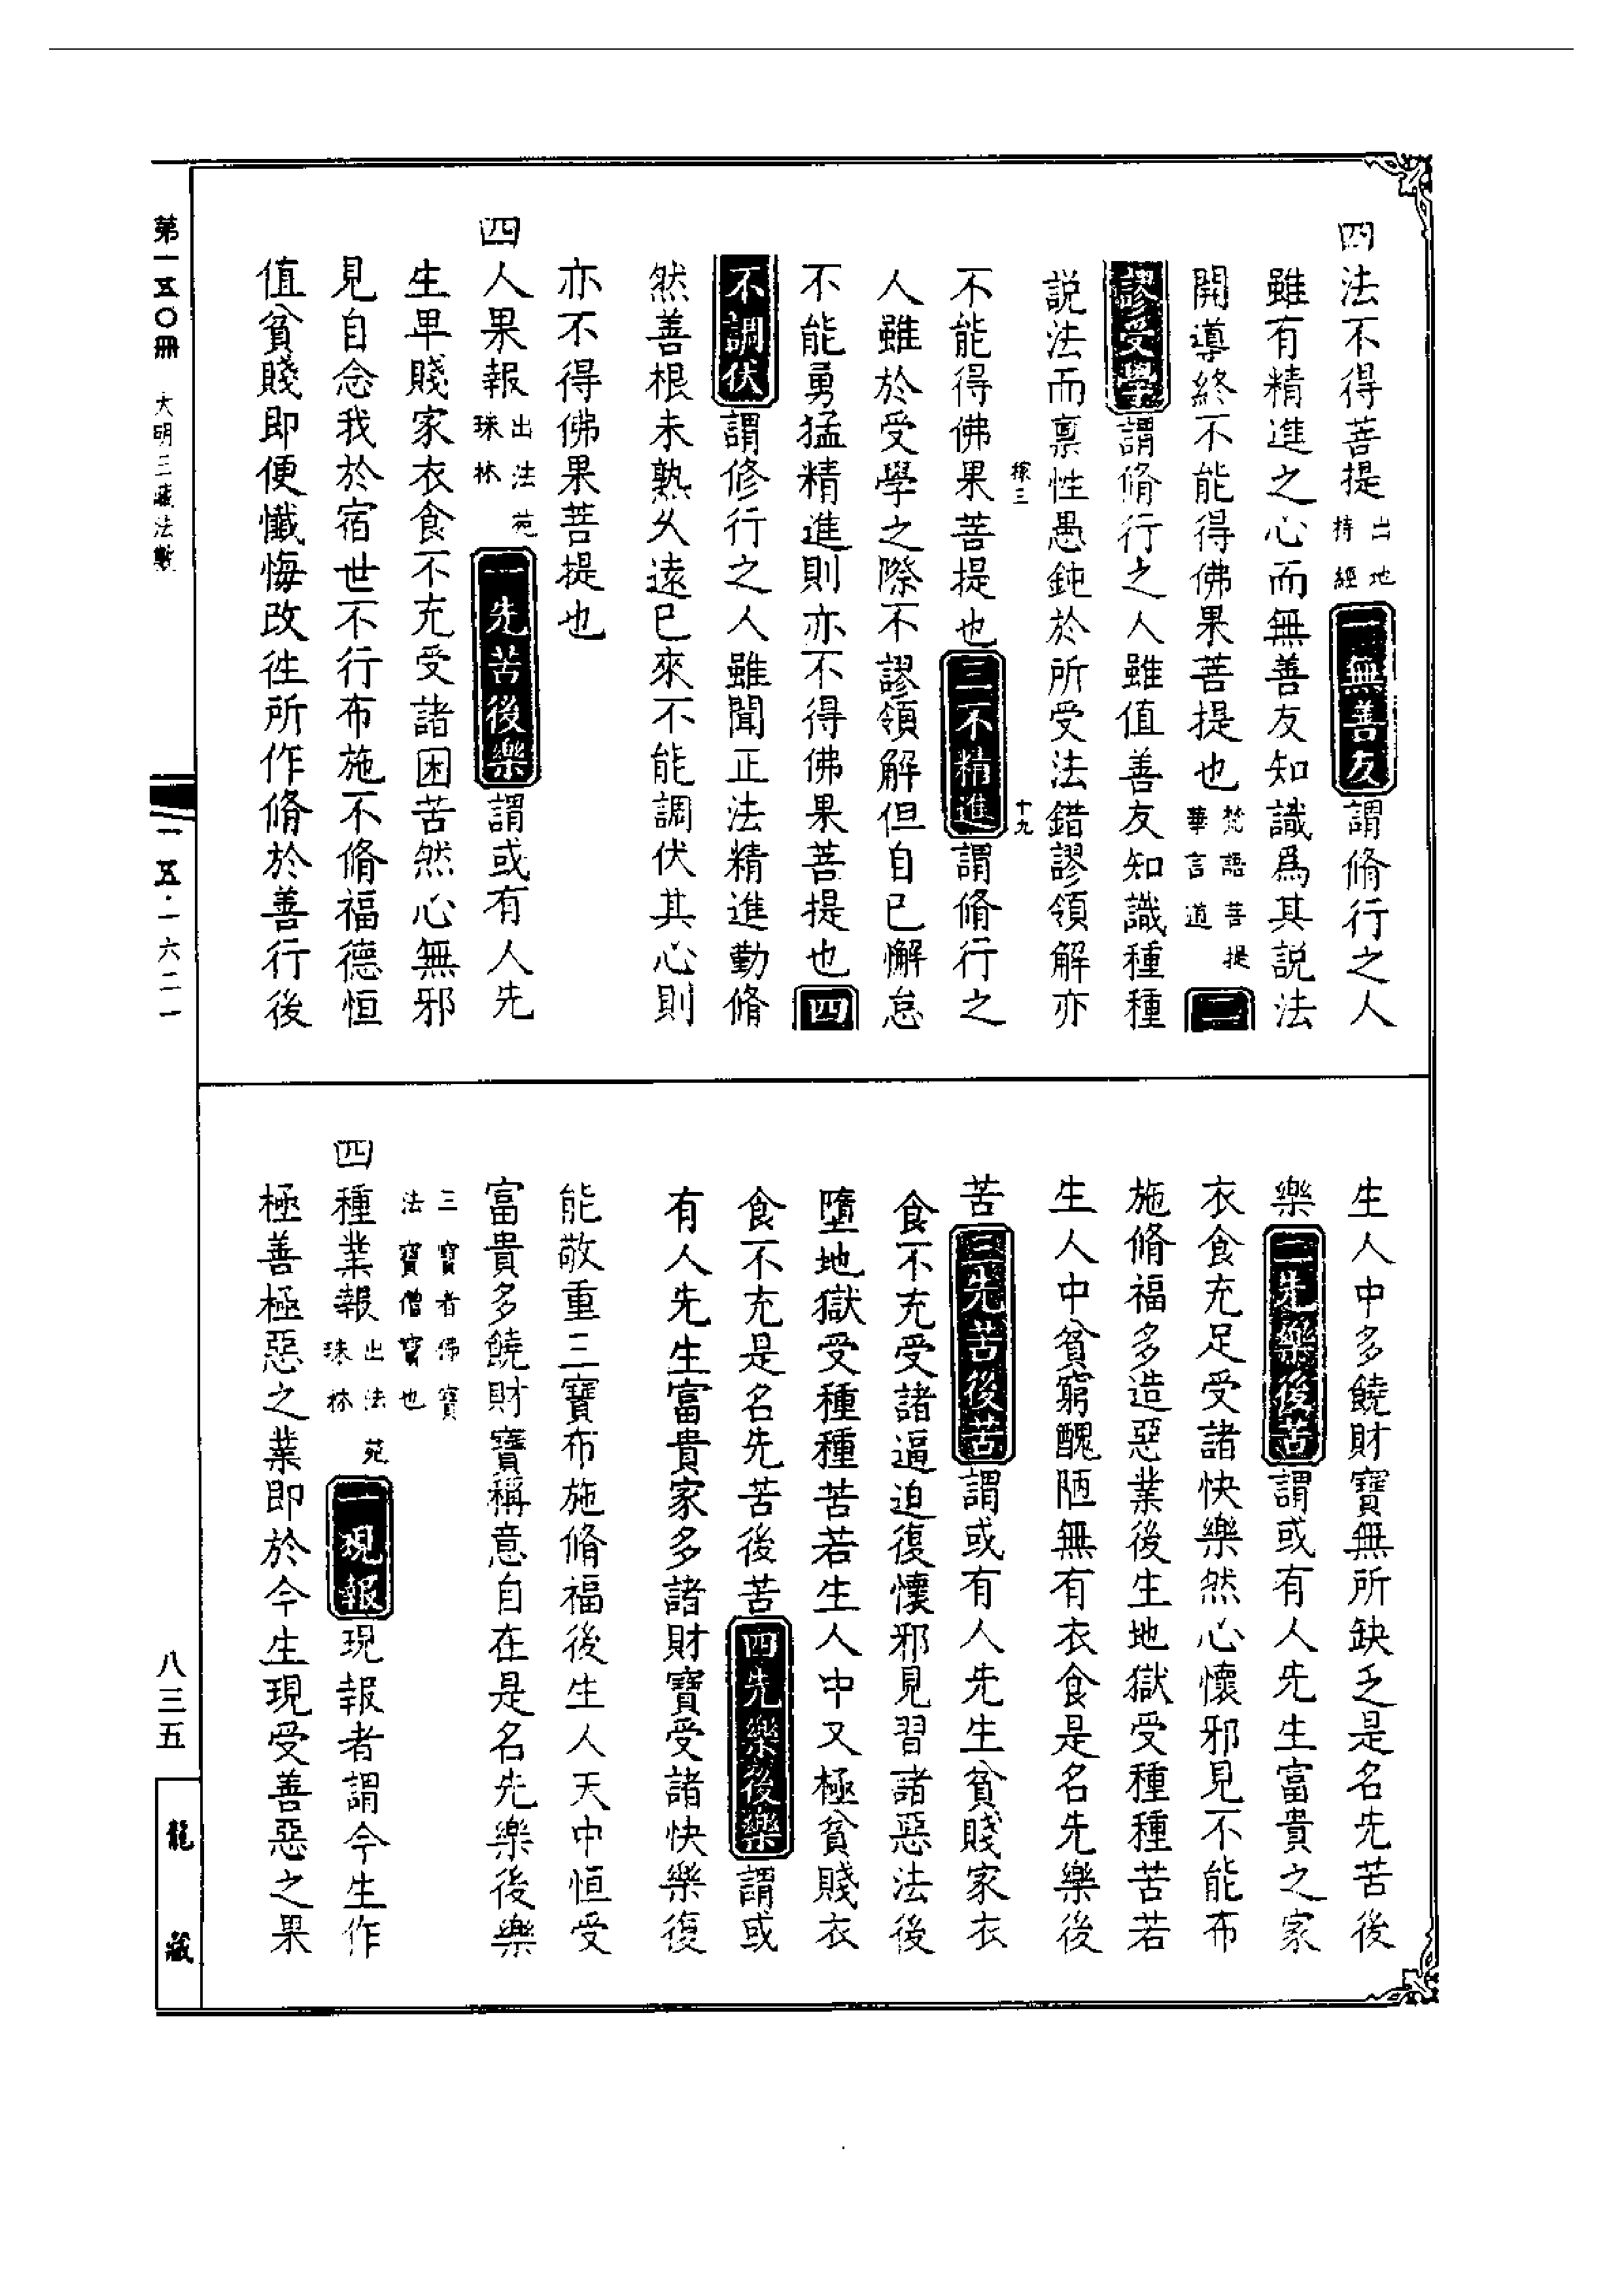 四法不得菩提出地持經一無善友謂脩行之人
雖有精進之心而無善友知識爲其説法
開導終不能得佛果菩提也梵語菩提華言道二
謬受學謂脩行之人雖值善友知識種種
説法而禀性愚鈍於所受法錯謬領解亦
稼三 十九
不能得佛果菩提也三不精進謂脩行之
人雖於受學之際不謬領解但自已懈怠
不能勇猛精進則亦不得佛果菩提也四
不調伏謂修行之人雖聞正法精進勤脩
然善根未熟乆遠已來不能調伏其心則
亦不得佛果菩提也
四人果報出法苑珠林一先苦後樂謂或有人先
生卑賤家衣食不充受諸困苦然心無邪
見自念我於宿世不行布施不脩福德恒
值貧賤即便懺悔改徃所作脩於善行後
生人中多饒財寶無所缺乏是名先苦後
樂二先樂後苦謂或有人先生富貴之家
衣食充足受諸快樂然心懷邪見不能布
施脩福多造惡業後生地獄受種種苦若
生人中貧窮醜陋無有衣食是名先樂後
苦三先苦後苦謂或有人先生貧賤家衣
食不充受諸逼迫復懷邪見習諸惡法後
墮地獄受種種苦若生人中又極貧賤衣
食不充是名先苦後苦四先樂後樂謂或
有人先生富貴家多諸財寶受諸快樂復
能敬重三寶布施脩福後生人天中恒受
富貴多饒財寶稱意自在是名先樂後樂
三寶者佛寶法寶僧寶也
四種業報出法苑珠林一現報現報者謂今生作
極善極惡之業即於今生現受善惡之果
第一五〇冊 大明三藏法數
一五·一六二一
八三五
龍藏